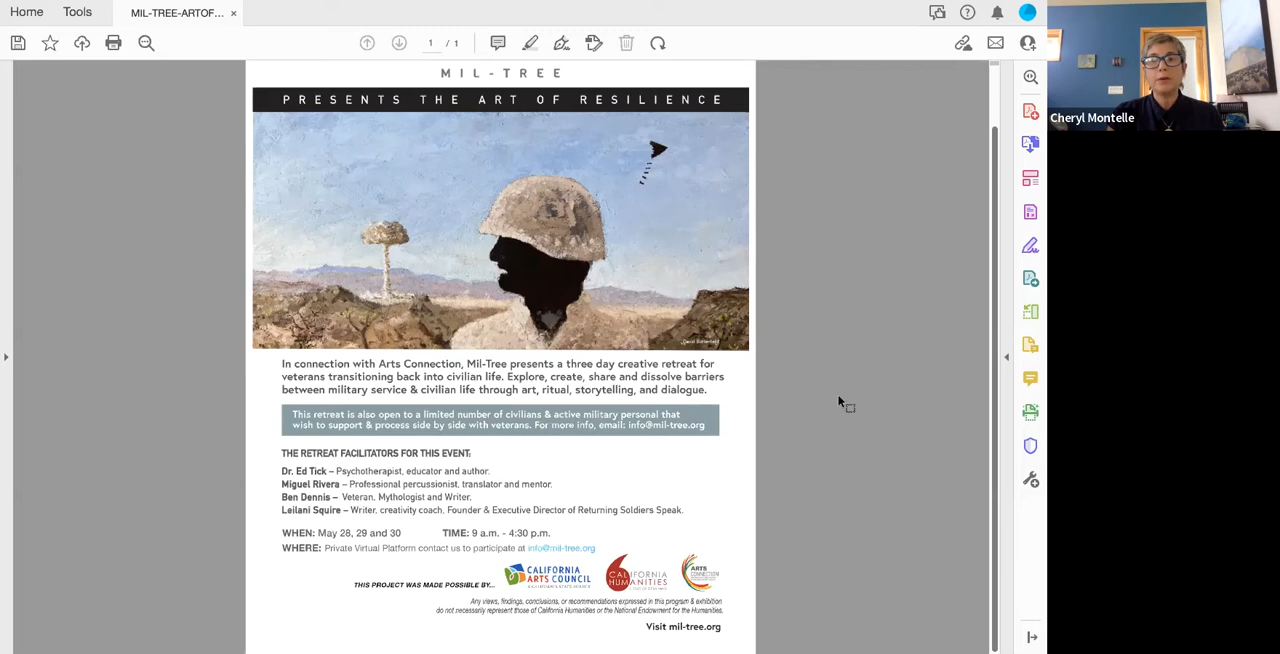 Home
Tools
MIL-TREE-ARTOF... ×
1 / 1
Cheryl Montelle
MIL-TREE
PRESENTS THE ART OF RESILIENCE
In connection with Arts Connection, Mil-Tree presents a three day creative retreat for
veterans transitioning back into civilian life. Explore, create, share and dissolve barriers
between military service & civilian life through art, ritual, storytelling, and dialogue.
This retreat is also open to a limited number of civilians & active military personal that
wish to support & process side by side with veterans. For more info, email: info@mil-tree.org
THE RETREAT FACILITATORS FOR THIS EVENT:
Dr. Ed Tick – Psychotherapist, educator and author.
Miguel Rivera – Professional percussionist, translator and mentor.
Ben Dennis – Veteran, Mythologist and Writer.
Leilani Squire – Writer, creativity coach, Founder & Executive Director of Returning Soldiers Speak.
WHEN: May 28, 29 and 30 TIME: 9 a.m. - 4:30 p.m.
WHERE: Private Virtual Platform contact us to participate at info@mil-tree.org
THIS PROJECT WAS MADE POSSIBLE BY...
CALIFORNIA
ARTS COUNCIL
CALIFORNIA
HUMANITIES
ARTS
CONNECTION
Any views, findings, conclusions, or recommendations expressed in this program & exhibition
do not necessarily represent those of California Humanities or the National Endowment for the Humanities.
Visit mil-tree.org